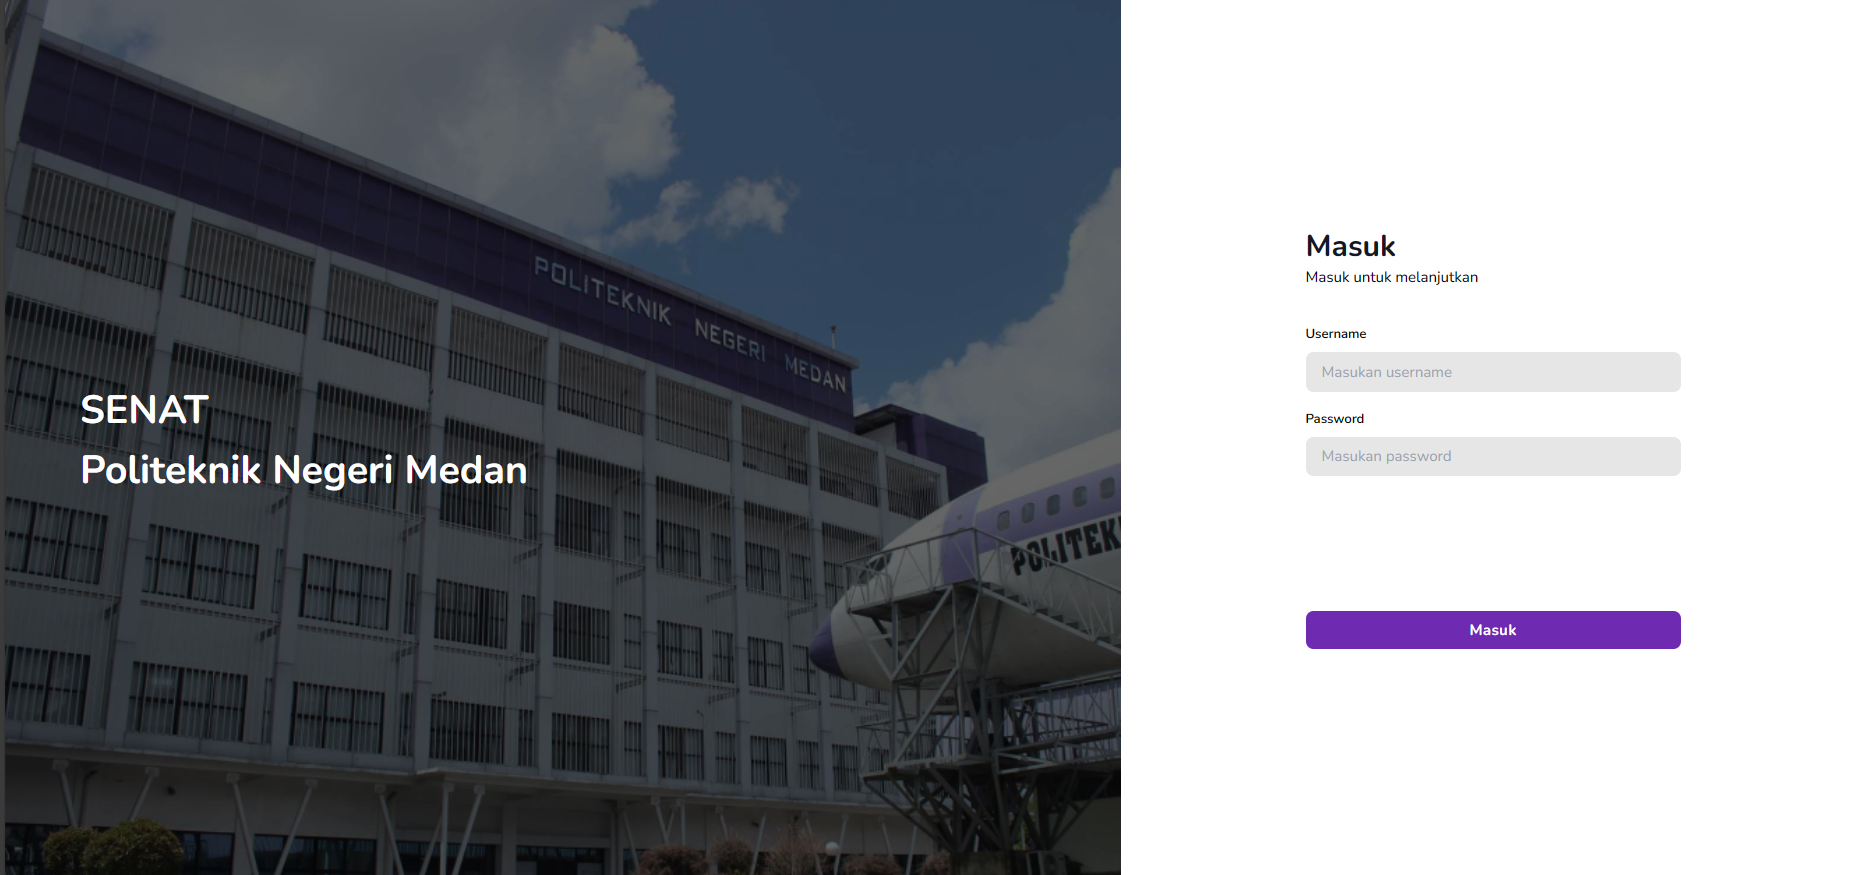 POLITEKNIK NEGERI MEDAN
SENAT
Politeknik Negeri Medan
POLITEK
Masuk
Masuk untuk melanjutkan
Username
Masukan username
Password
Masukan password
Masuk